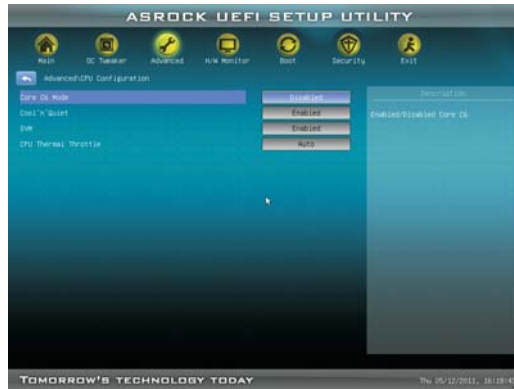 ASROCK UEFI SETUP UTILITY
Main OC Tweaker Advanced H/W Monitor Boot Security Exit
Advanced\CPU Configuration
Core C6 Mode Disabled
Cool'n'Quiet Enabled
SVM Enabled
CPU Thermal Throttle Auto
Description
Enabled/Disabled Core C6
TOMORROW'S TECHNOLOGY TODAY
Thu 05/12/2011, 16:19:4